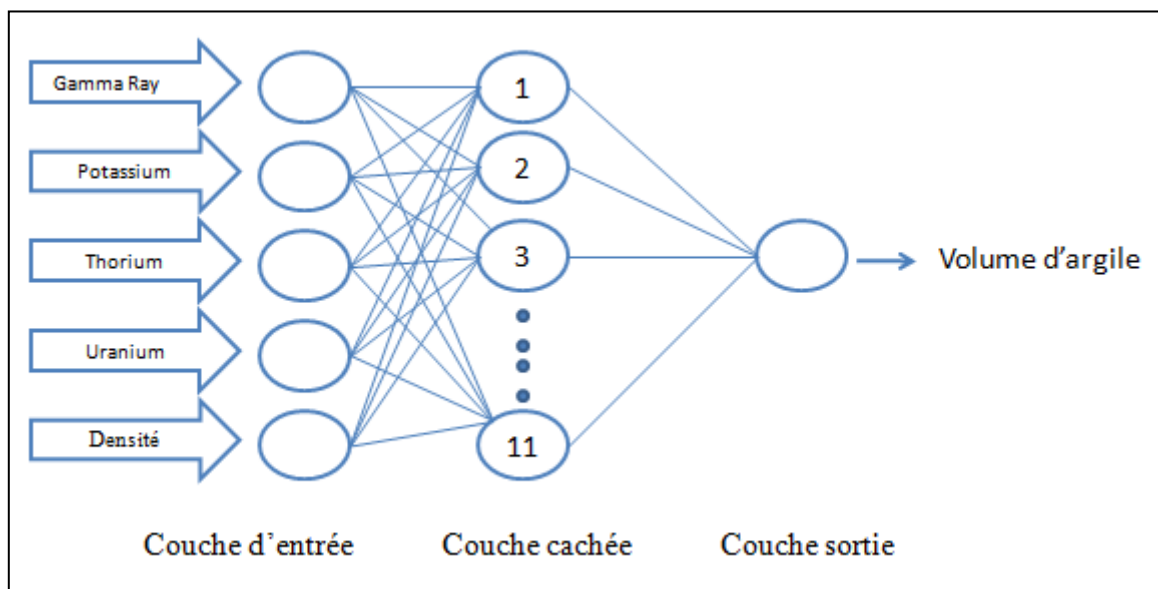 Gamma Ray
Potassium
Thorium
Uranium
Densité
1
2
3
11
Volume d'argile
Couche d'entrée
Couche cachée
Couche sortie